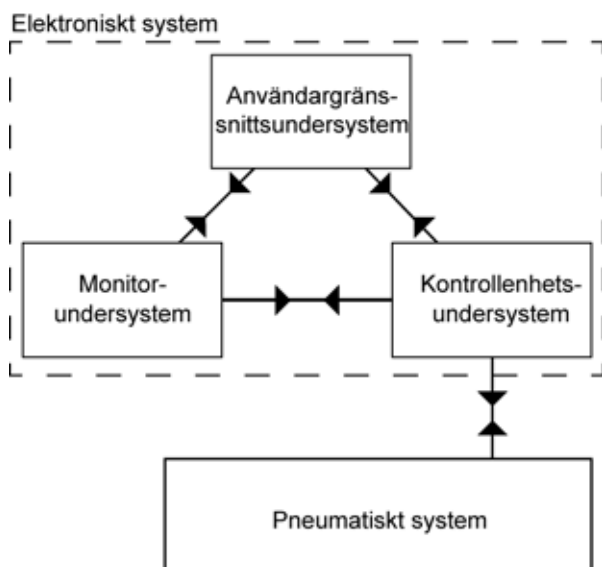 Elektroniskt system
Användargräns-
snittsundersystem
Monitor-
undersystem
Kontrollenhets-
undersystem
Pneumatiskt system